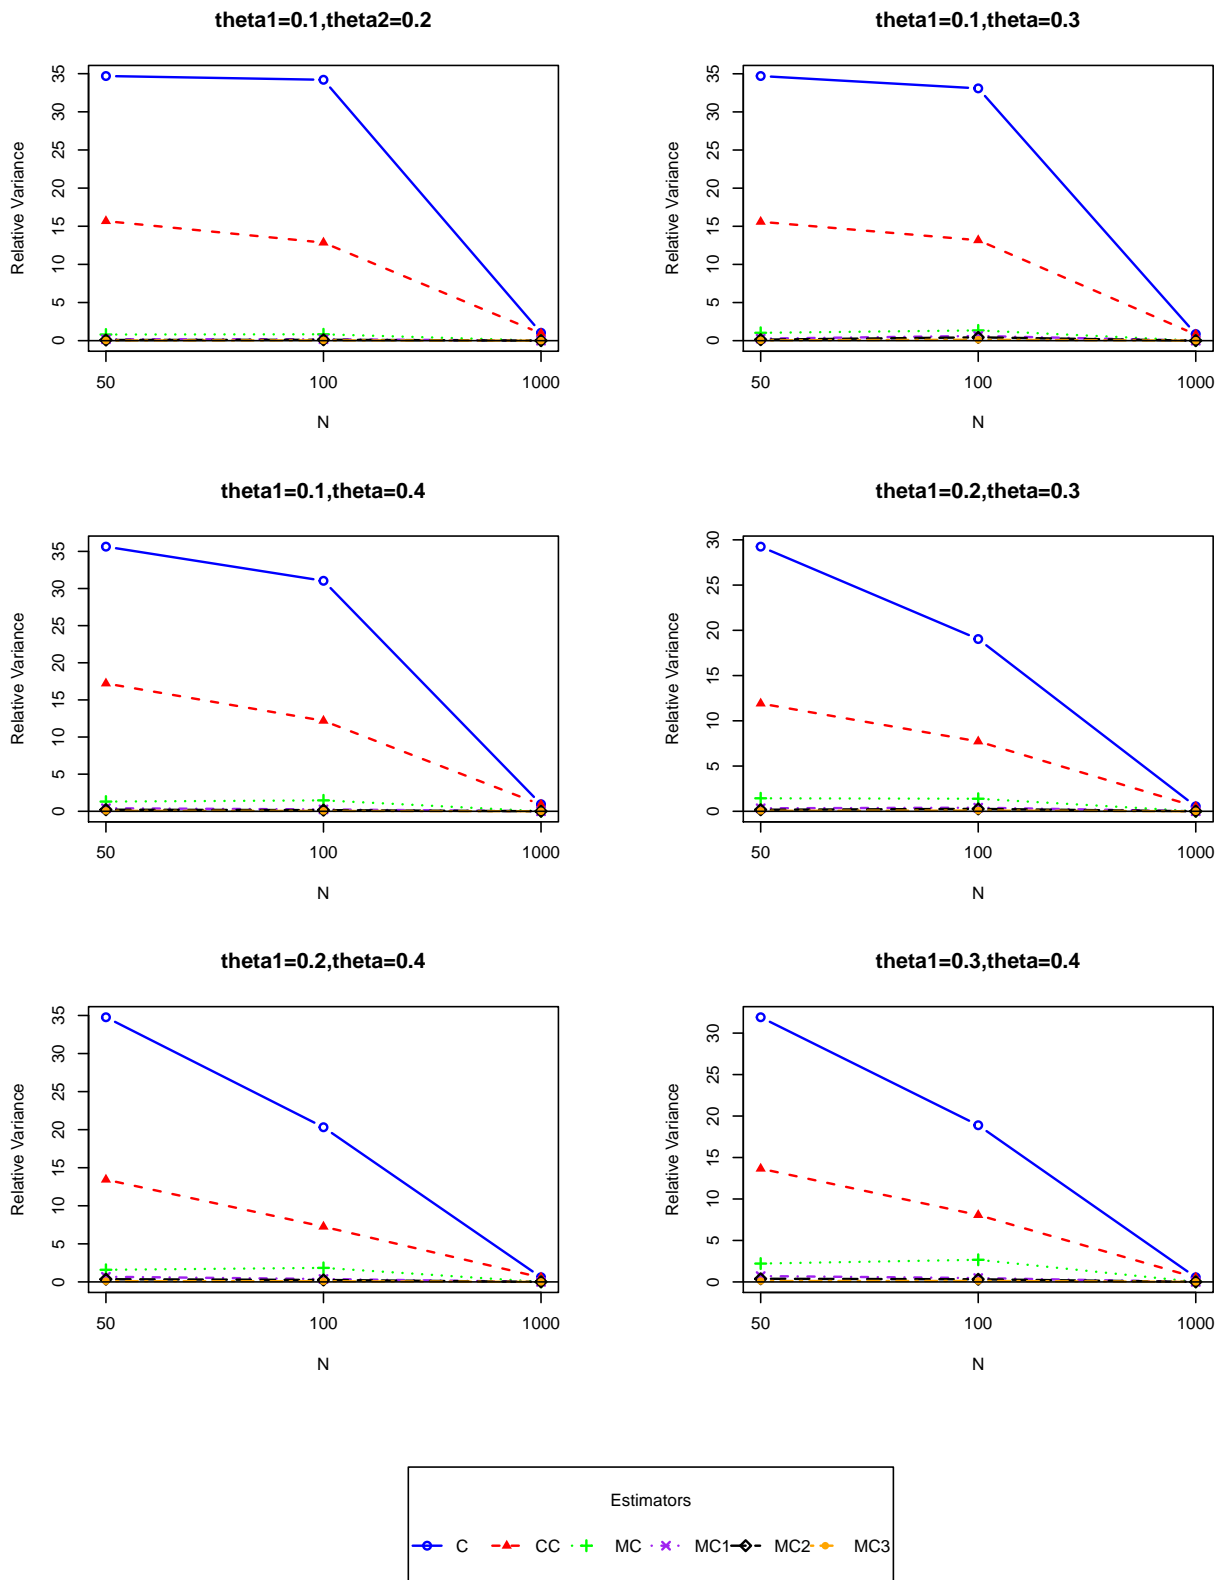 theta1=0.1,theta2=0.2
Relative Variance
35
30
25
20
15
10
5
0
50 100 1000
N
theta1=0.1,theta=0.3
Relative Variance
35
30
25
20
15
10
5
0
50 100 1000
N
theta1=0.1,theta=0.4
Relative Variance
35
30
25
20
15
10
5
0
50 100 1000
N
theta1=0.2,theta=0.3
Relative Variance
30
25
20
15
10
5
0
50 100 1000
N
theta1=0.2,theta=0.4
Relative Variance
35
30
25
20
15
10
5
0
50 100 1000
N
theta1=0.3,theta=0.4
Relative Variance
30
25
20
15
10
5
0
50 100 1000
N
Estimators
C CC MC MC1 MC2 MC3